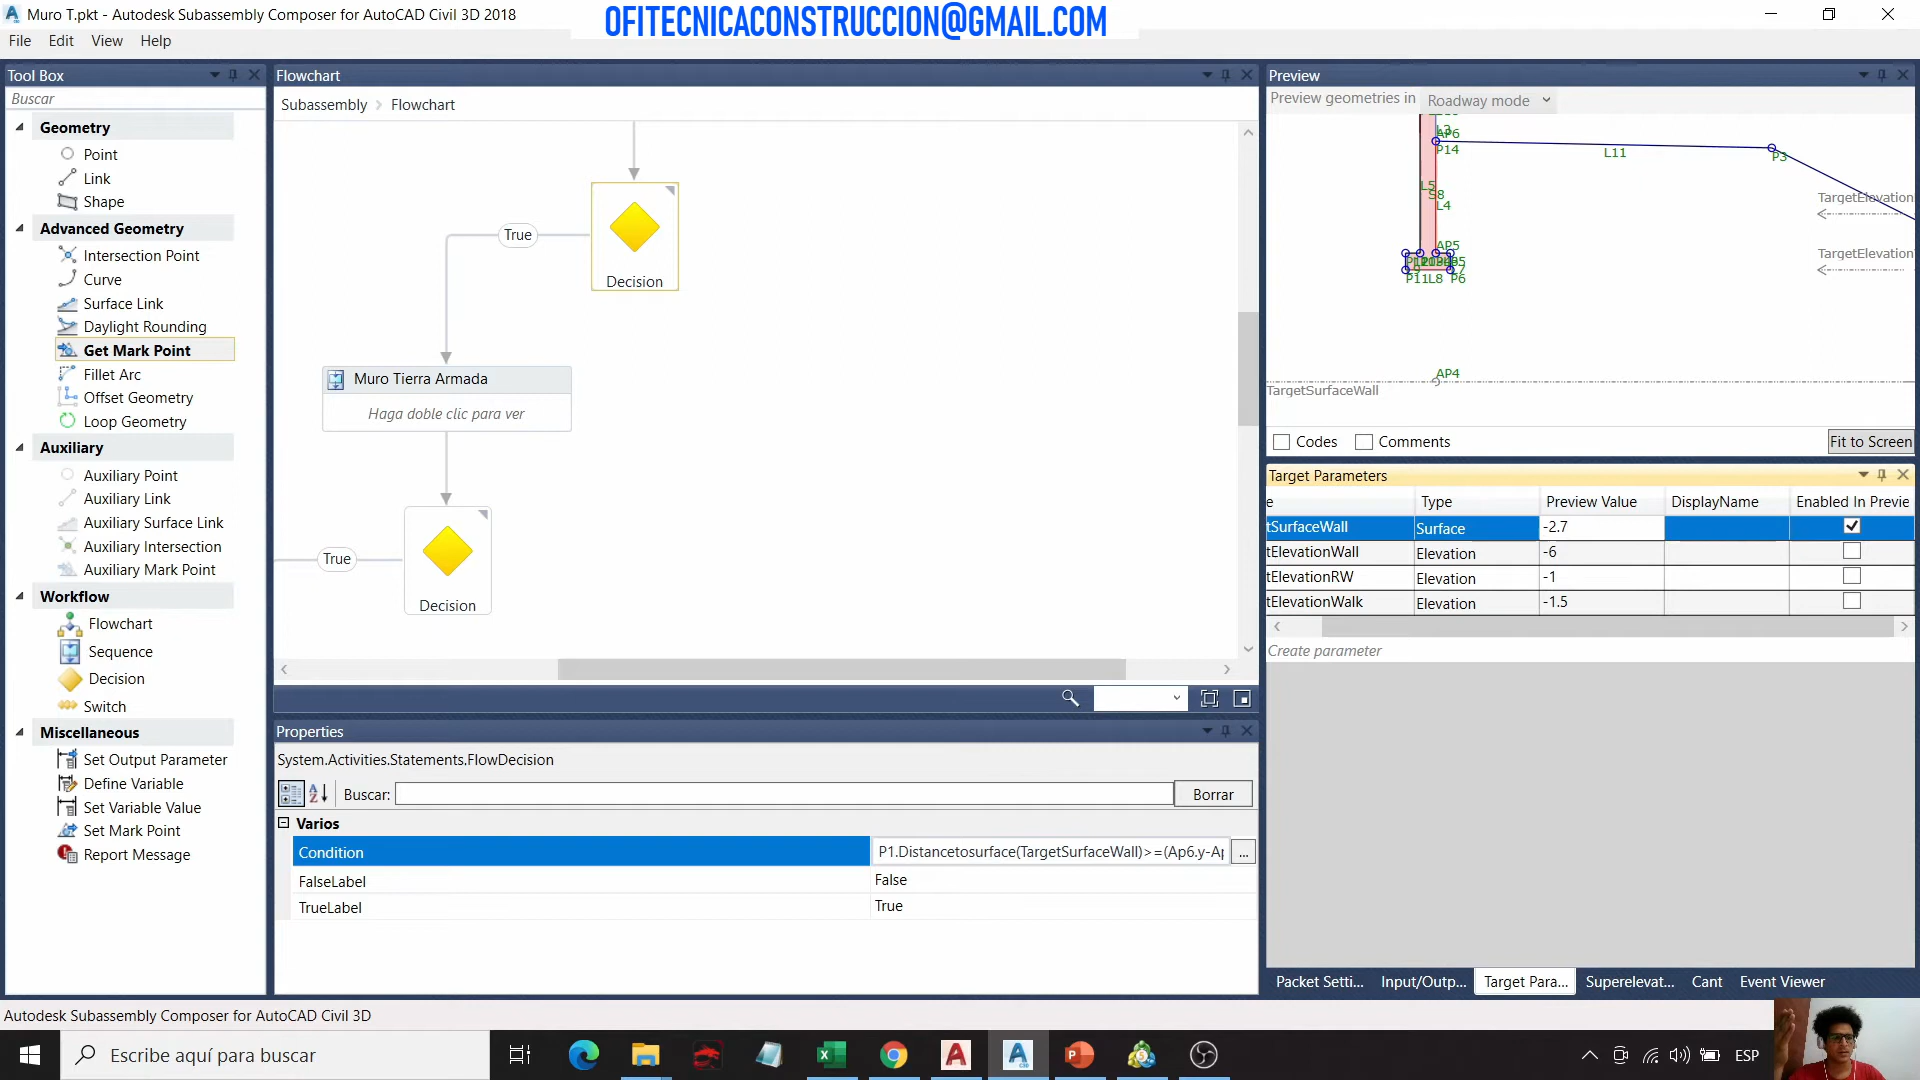 Muro T.pkt - Autodesk Subassembly Composer for AutoCAD Civil 3D 2018
OFITECNICACONSTRUCCION@GMAIL.COM
File Edit View Help
Tool Box
Buscar
Geometry
Point
Link
Shape
Advanced Geometry
Intersection Point
Curve
Surface Link
Daylight Rounding
Get Mark Point
Fillet Arc
Offset Geometry
Loop Geometry
Auxiliary
Auxiliary Point
Auxiliary Link
Auxiliary Surface Link
Auxiliary Intersection
Auxiliary Mark Point
Workflow
Flowchart
Sequence
Decision
Switch
Miscellaneous
Set Output Parameter
Define Variable
Set Variable Value
Set Mark Point
Report Message
Flowchart
Subassembly > Flowchart
True
Decision
Muro Tierra Armada
Haga doble clic para ver
True
Decision
Properties
System.Activities.Statements.FlowDecision
Buscar:
Borrar
Varios
Condition P1.Distancetosurface(TargetSurfaceWall)>=(Ap6.y-Ap ...
FalseLabel False
TrueLabel True
Preview
Preview geometries in Roadway mode
L3
AP6
P14
L11
P3
L5
S8
L4
TargetElevation
TargetElevation
AP5
P11 L8 P6
AP4
TargetSurfaceWall
Codes Comments Fit to Screen
Target Parameters
e Type Preview Value DisplayName Enabled In Previe
tSurfaceWall Surface -2.7
tElevationWall Elevation -6
tElevationRW Elevation -1
tElevationWalk Elevation -1.5
Create parameter
Packet Setti... Input/Outp... Target Para... Superelevat... Cant Event Viewer
Autodesk Subassembly Composer for AutoCAD Civil 3D
Escribe aquí para buscar
ESP